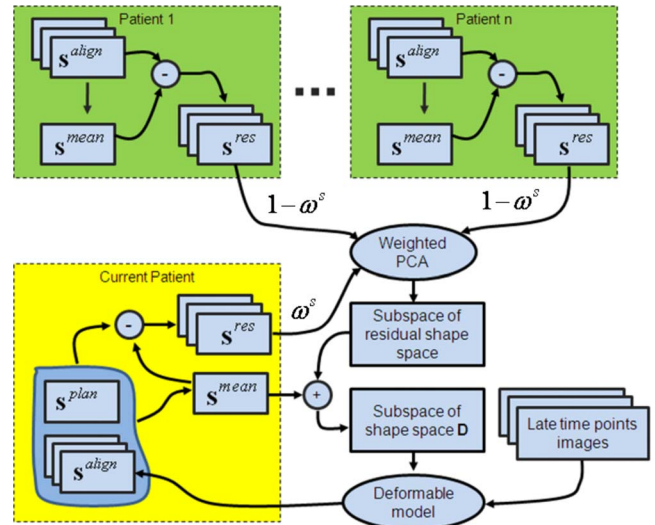 Patient 1
Patient n
s^align
s^align
-
-
s^mean
s^res
s^mean
s^res
1-ω^s
1-ω^s
Weighted
PCA
Current Patient
ω^s
-
s^res
Subspace of
residual shape
space
s^plan
s^mean
+
Subspace of
shape space D
Late time points
images
s^align
Deformable
model